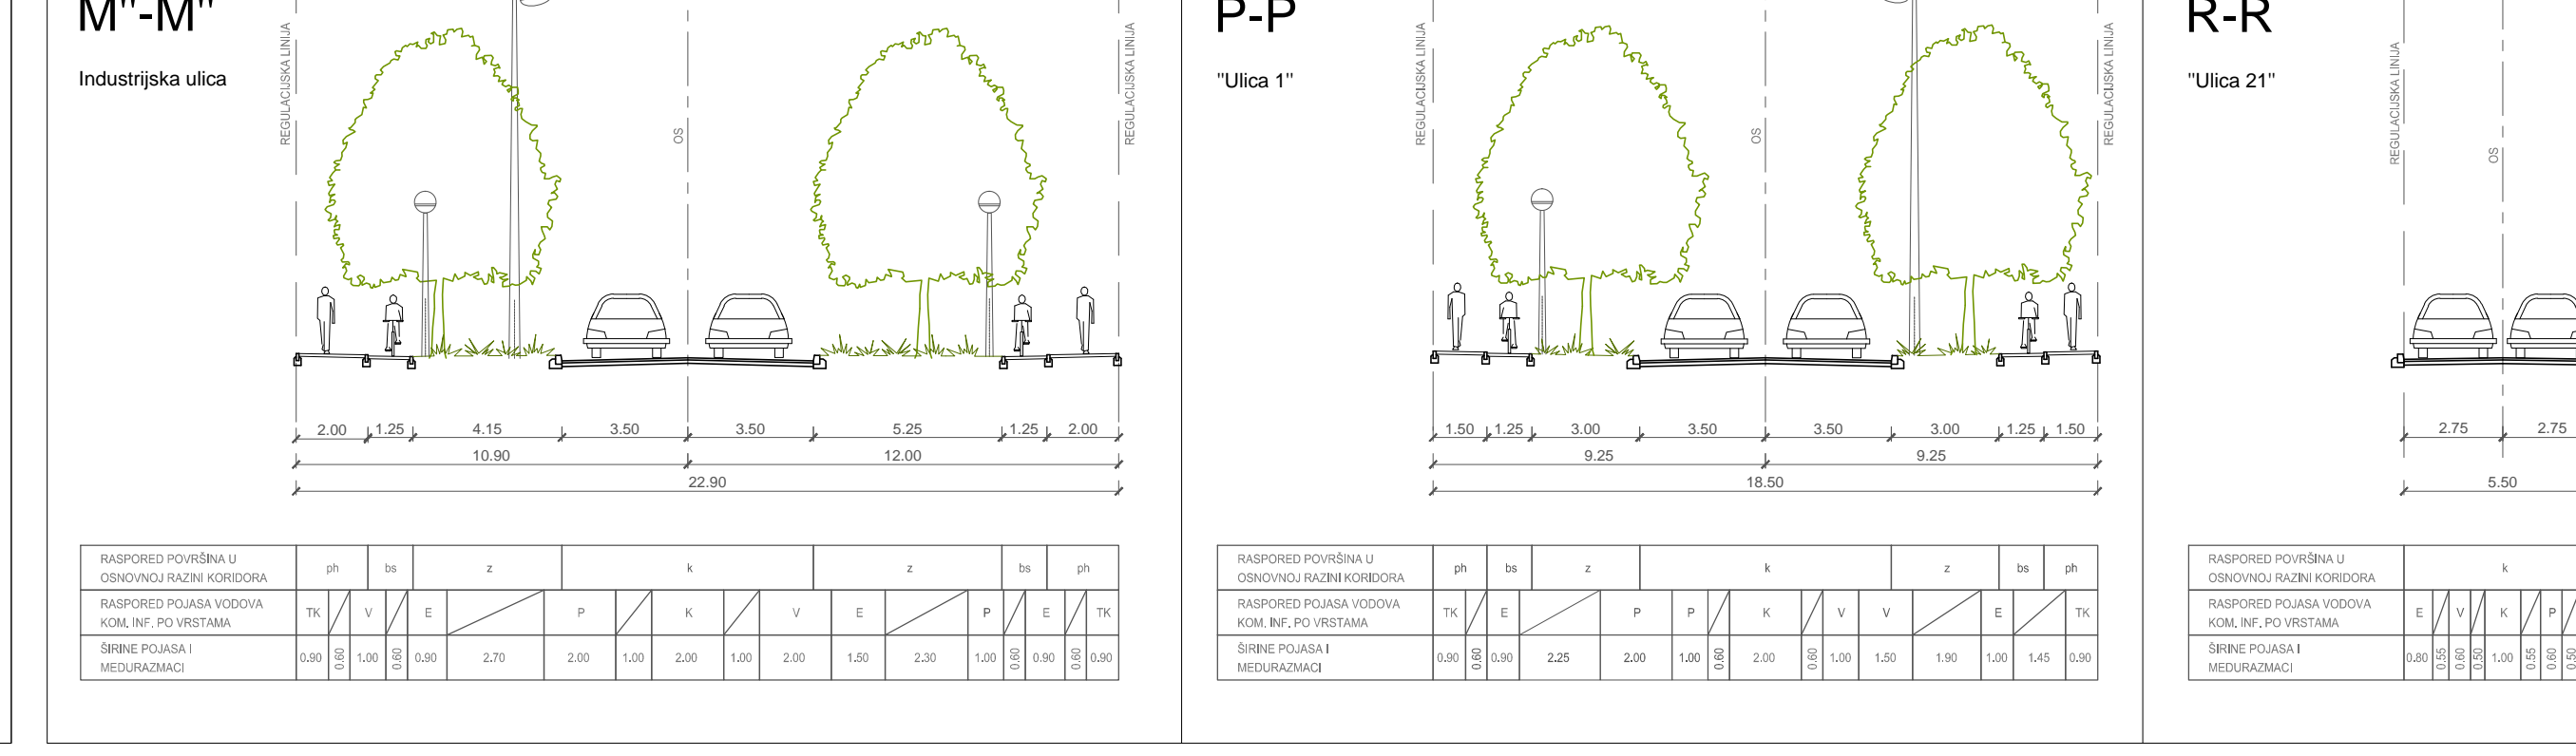 M"-M"
Industrijska ulica
REGULACIJSKA LINIJA
OS
REGULACIJSKA LINIJA
2.00 1.25 4.15 3.50 3.50 5.25 1.25 2.00
10.90 12.00
22.90
RASPORED POVRŠINA U
OSNOVNOJ RAZINI KORIDORA
ph bs z k z bs ph
RASPORED POJASA VODOVA
KOM. INF. PO VRSTAMA
TK V E P K V E P E TK
ŠIRINE POJASA I
MEDURAZMACI
0.90 0.60 1.00 0.60 0.90 2.70 2.00 1.00 2.00 1.00 2.00 1.50 2.30 1.00 0.60 0.90 0.60 0.90
P-P
"Ulica 1"
REGULACIJSKA LINIJA
OS
REGULACIJSKA LINIJA
1.50 1.25 3.00 3.50 3.50 3.00 1.25 1.50
9.25 9.25
18.50
RASPORED POVRŠINA U
OSNOVNOJ RAZINI KORIDORA
ph bs z k z bs ph
RASPORED POJASA VODOVA
KOM. INF. PO VRSTAMA
TK E P P K V V E TK
ŠIRINE POJASA I
MEDURAZMACI
0.90 0.60 0.90 2.25 2.00 1.00 0.60 2.00 0.60 1.00 1.50 1.90 1.00 1.45 0.90
R-R
"Ulica 21"
REGULACIJSKA LINIJA
OS
2.75 2.75
5.50
RASPORED POVRŠINA U
OSNOVNOJ RAZINI KORIDORA
k
RASPORED POJASA VODOVA
KOM. INF. PO VRSTAMA
E V K P
ŠIRINE POJASA I
MEDURAZMACI
0.80 0.55 0.60 0.50 1.00 0.55 0.60 0.50